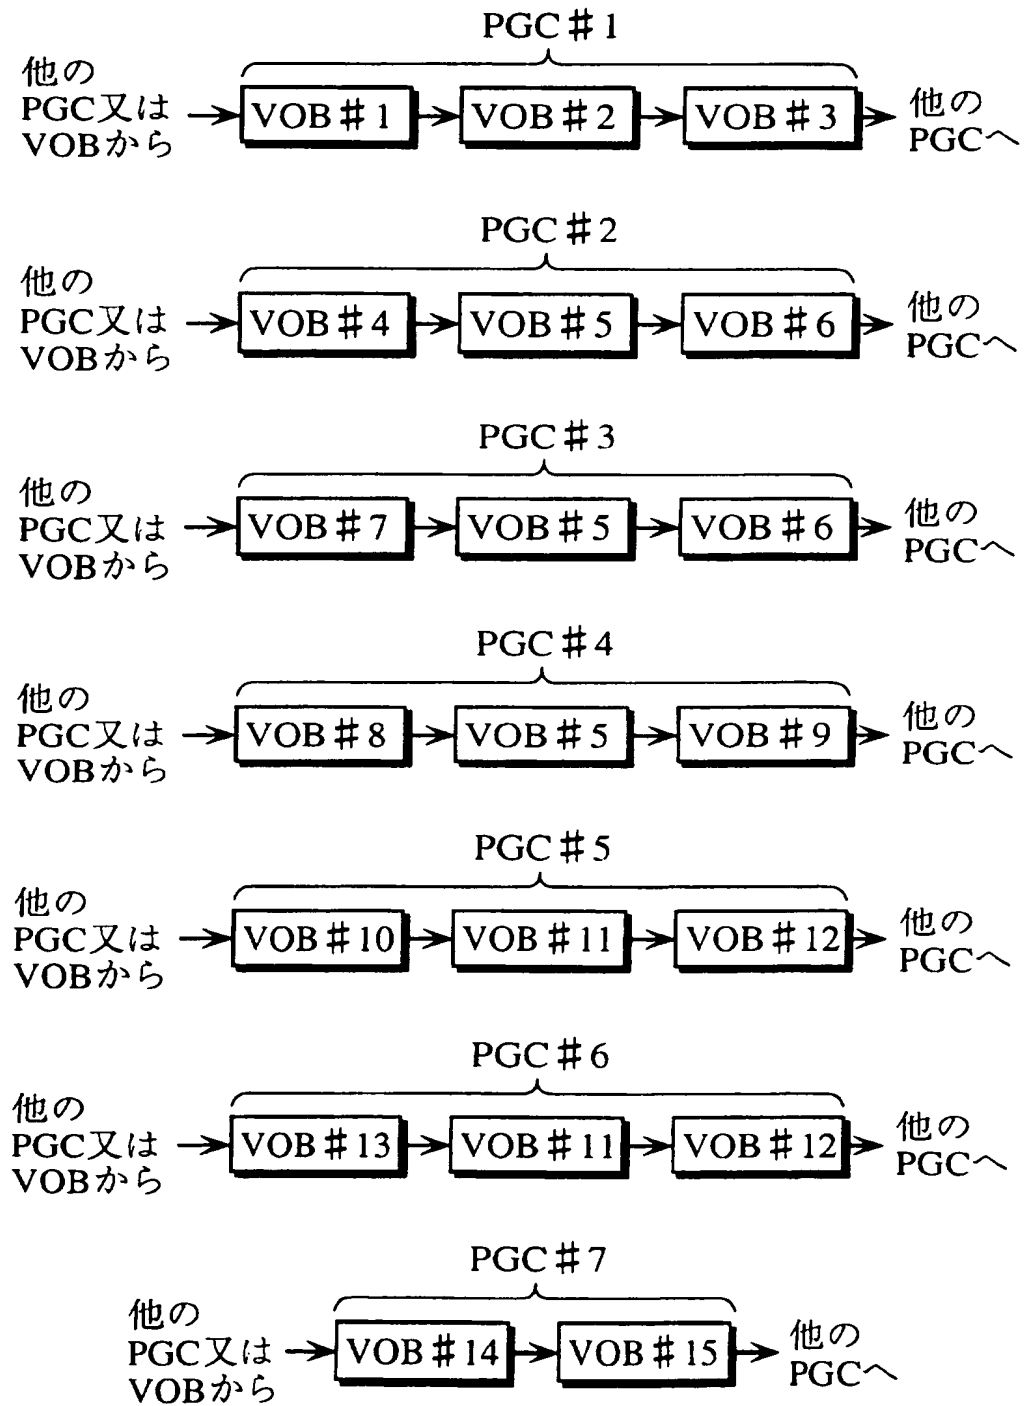 PGC#1
他の
PGC又は
VOBから
VOB#1
VOB#2
VOB#3
他の
PGCへ
PGC#2
他の
PGC又は
VOBから
VOB#4
VOB#5
VOB#6
他の
PGCへ
PGC#3
他の
PGC又は
VOBから
VOB#7
VOB#5
VOB#6
他の
PGCへ
PGC#4
他の
PGC又は
VOBから
VOB#8
VOB#5
VOB#9
他の
PGCへ
PGC#5
他の
PGC又は
VOBから
VOB#10
VOB#11
VOB#12
他の
PGCへ
PGC#6
他の
PGC又は
VOBから
VOB#13
VOB#11
VOB#12
他の
PGCへ
PGC#7
他の
PGC又は
VOBから
VOB#14
VOB#15
他の
PGCへ